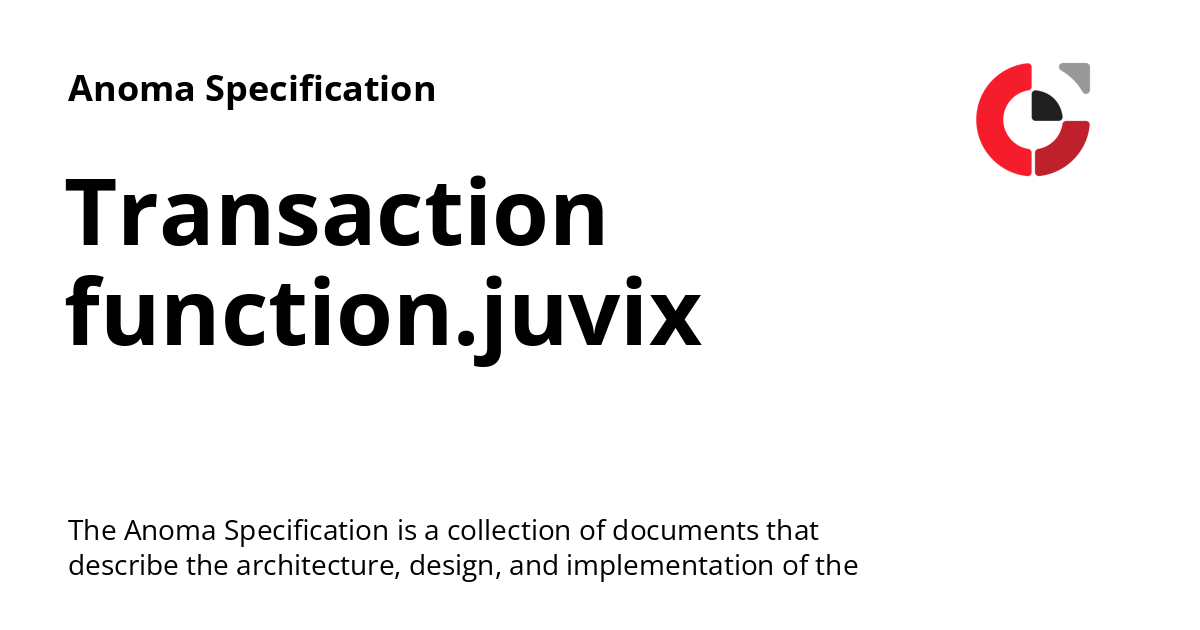 Anoma Specification
Transaction
function.juvix
The Anoma Specification is a collection of documents that
describe the architecture, design, and implementation of the